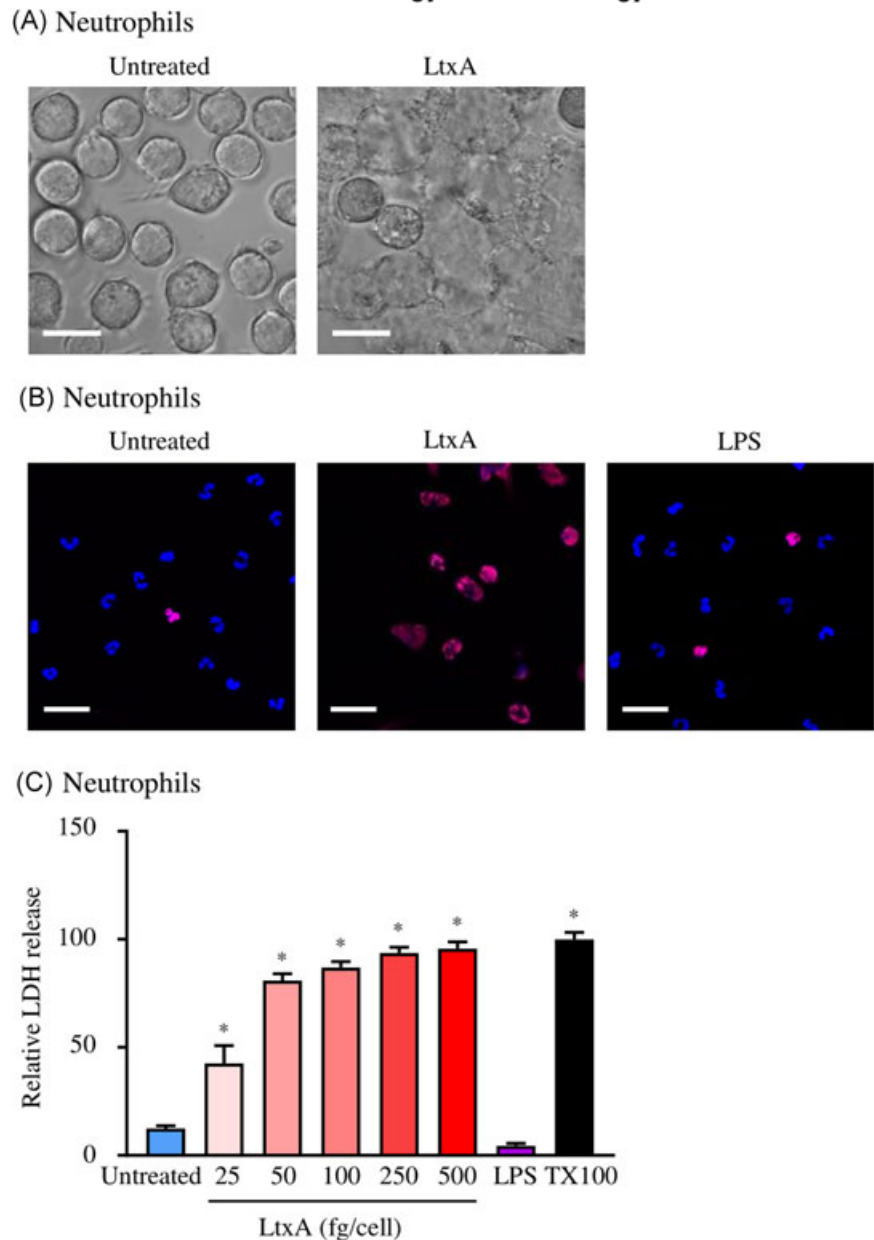 (A) Neutrophils
Untreated LtxA
(B) Neutrophils
Untreated LtxA LPS
(C) Neutrophils
150
100
50
0
Relative LDH release
* * * * * *
Untreated 25 50 100 250 500 LPS TX100
LtxA (fg/cell)